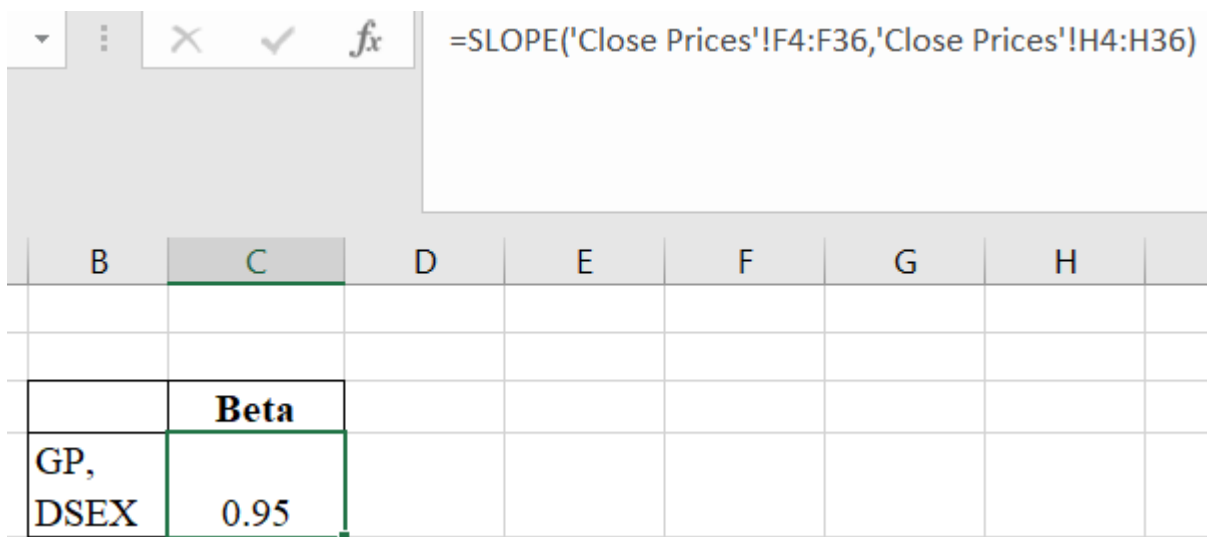 fx =SLOPE('Close Prices'!F4:F36,'Close Prices'!H4:H36)
B C D E F G H
Beta
GP,
DSEX 0.95